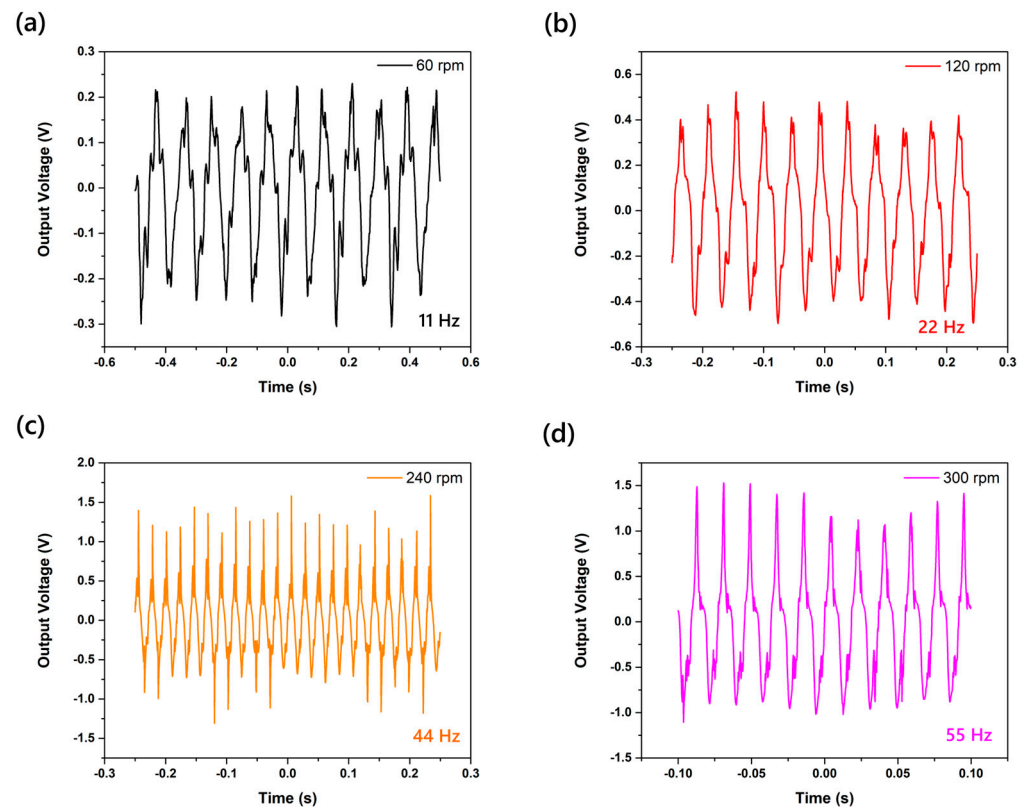 (a)
60 rpm
0.3
0.2
0.1
0.0
-0.1
-0.2
-0.3
Output Voltage (V)
11 Hz
-0.6 -0.4 -0.2 0.0 0.2 0.4 0.6
Time (s)
(b)
120 rpm
0.6
0.4
0.2
0.0
-0.2
-0.4
-0.6
Output Voltage (V)
22 Hz
-0.3 -0.2 -0.1 0.0 0.1 0.2 0.3
Time (s)
(c)
240 rpm
2.0
1.5
1.0
0.5
0.0
-0.5
-1.0
-1.5
Output Voltage (V)
44 Hz
-0.3 -0.2 -0.1 0.0 0.1 0.2 0.3
Time (s)
(d)
300 rpm
1.5
1.0
0.5
0.0
-0.5
-1.0
-1.5
Output Voltage (V)
55 Hz
-0.10 -0.05 0.00 0.05 0.10
Time (s)